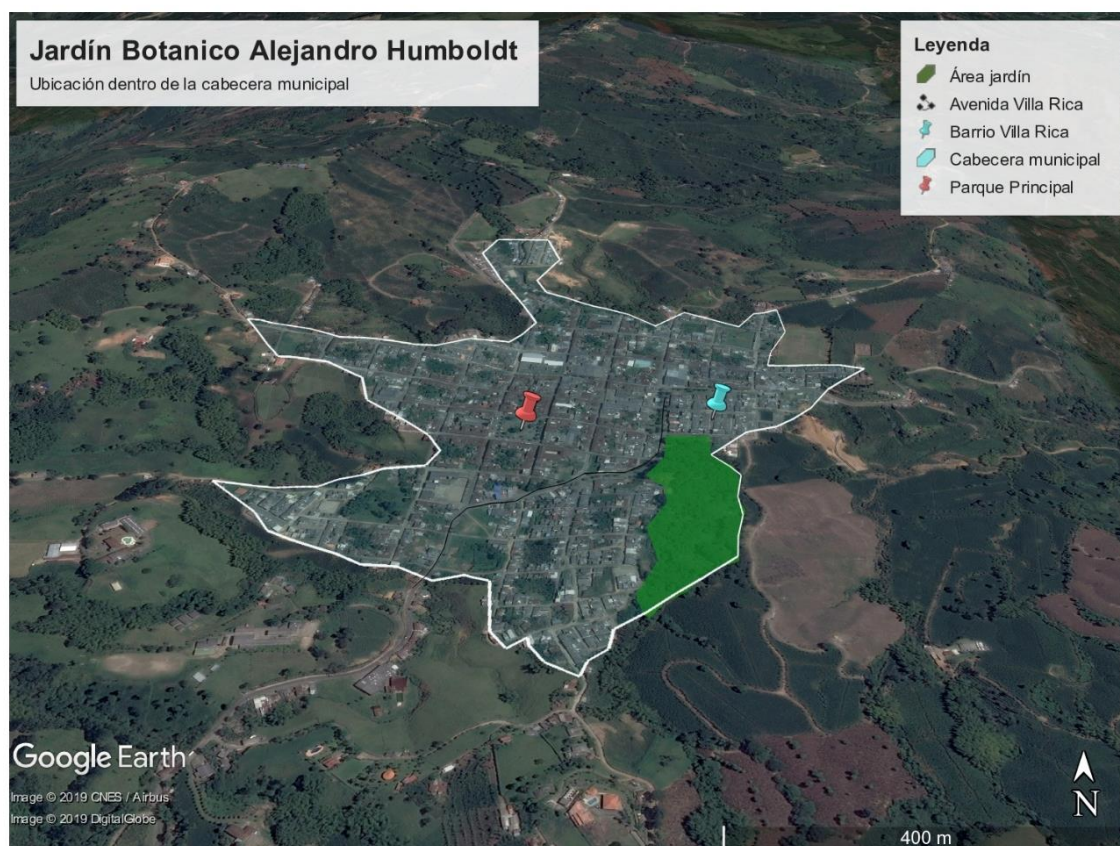 Jardín Botanico Alejandro Humboldt
Ubicación dentro de la cabecera municipal
Leyenda
Área jardín
Avenida Villa Rica
Barrio Villa Rica
Cabecera municipal
Parque Principal
Google Earth
Image © 2019 CNES / Airbus
Image © 2019 DigitalGlobe
N
400 m